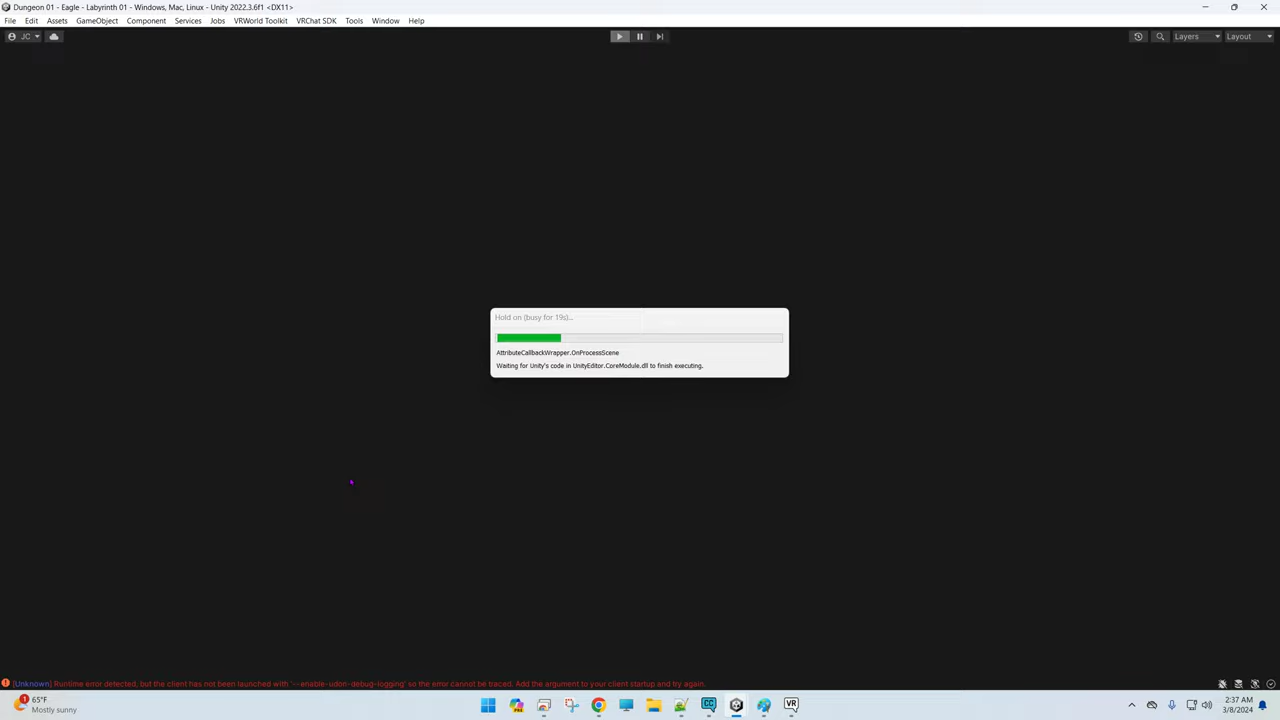 Dungeon 01 - Eagle - Labyrinth 01 - Windows, Mac, Linux - Unity 2022.3.6f1 <DX11>
File Edit Assets GameObject Component Services Jobs VRWorld Toolkit VRChat SDK Tools Window Help
JC Layers Layout
Hold on (busy for 19s)...
AttributeCallbackWrapper.OnProcessScene
Waiting for Unity's code in UnityEditor.CoreModule.dll to finish executing.
[Unknown] Runtime error detected, but the client has not been launched with '--enable-udon-debug-logging' so the error cannot be traced. Add the argument to your client startup and try again.
1 65°F
Mostly sunny
CC VR
2:37 AM
3/8/2024